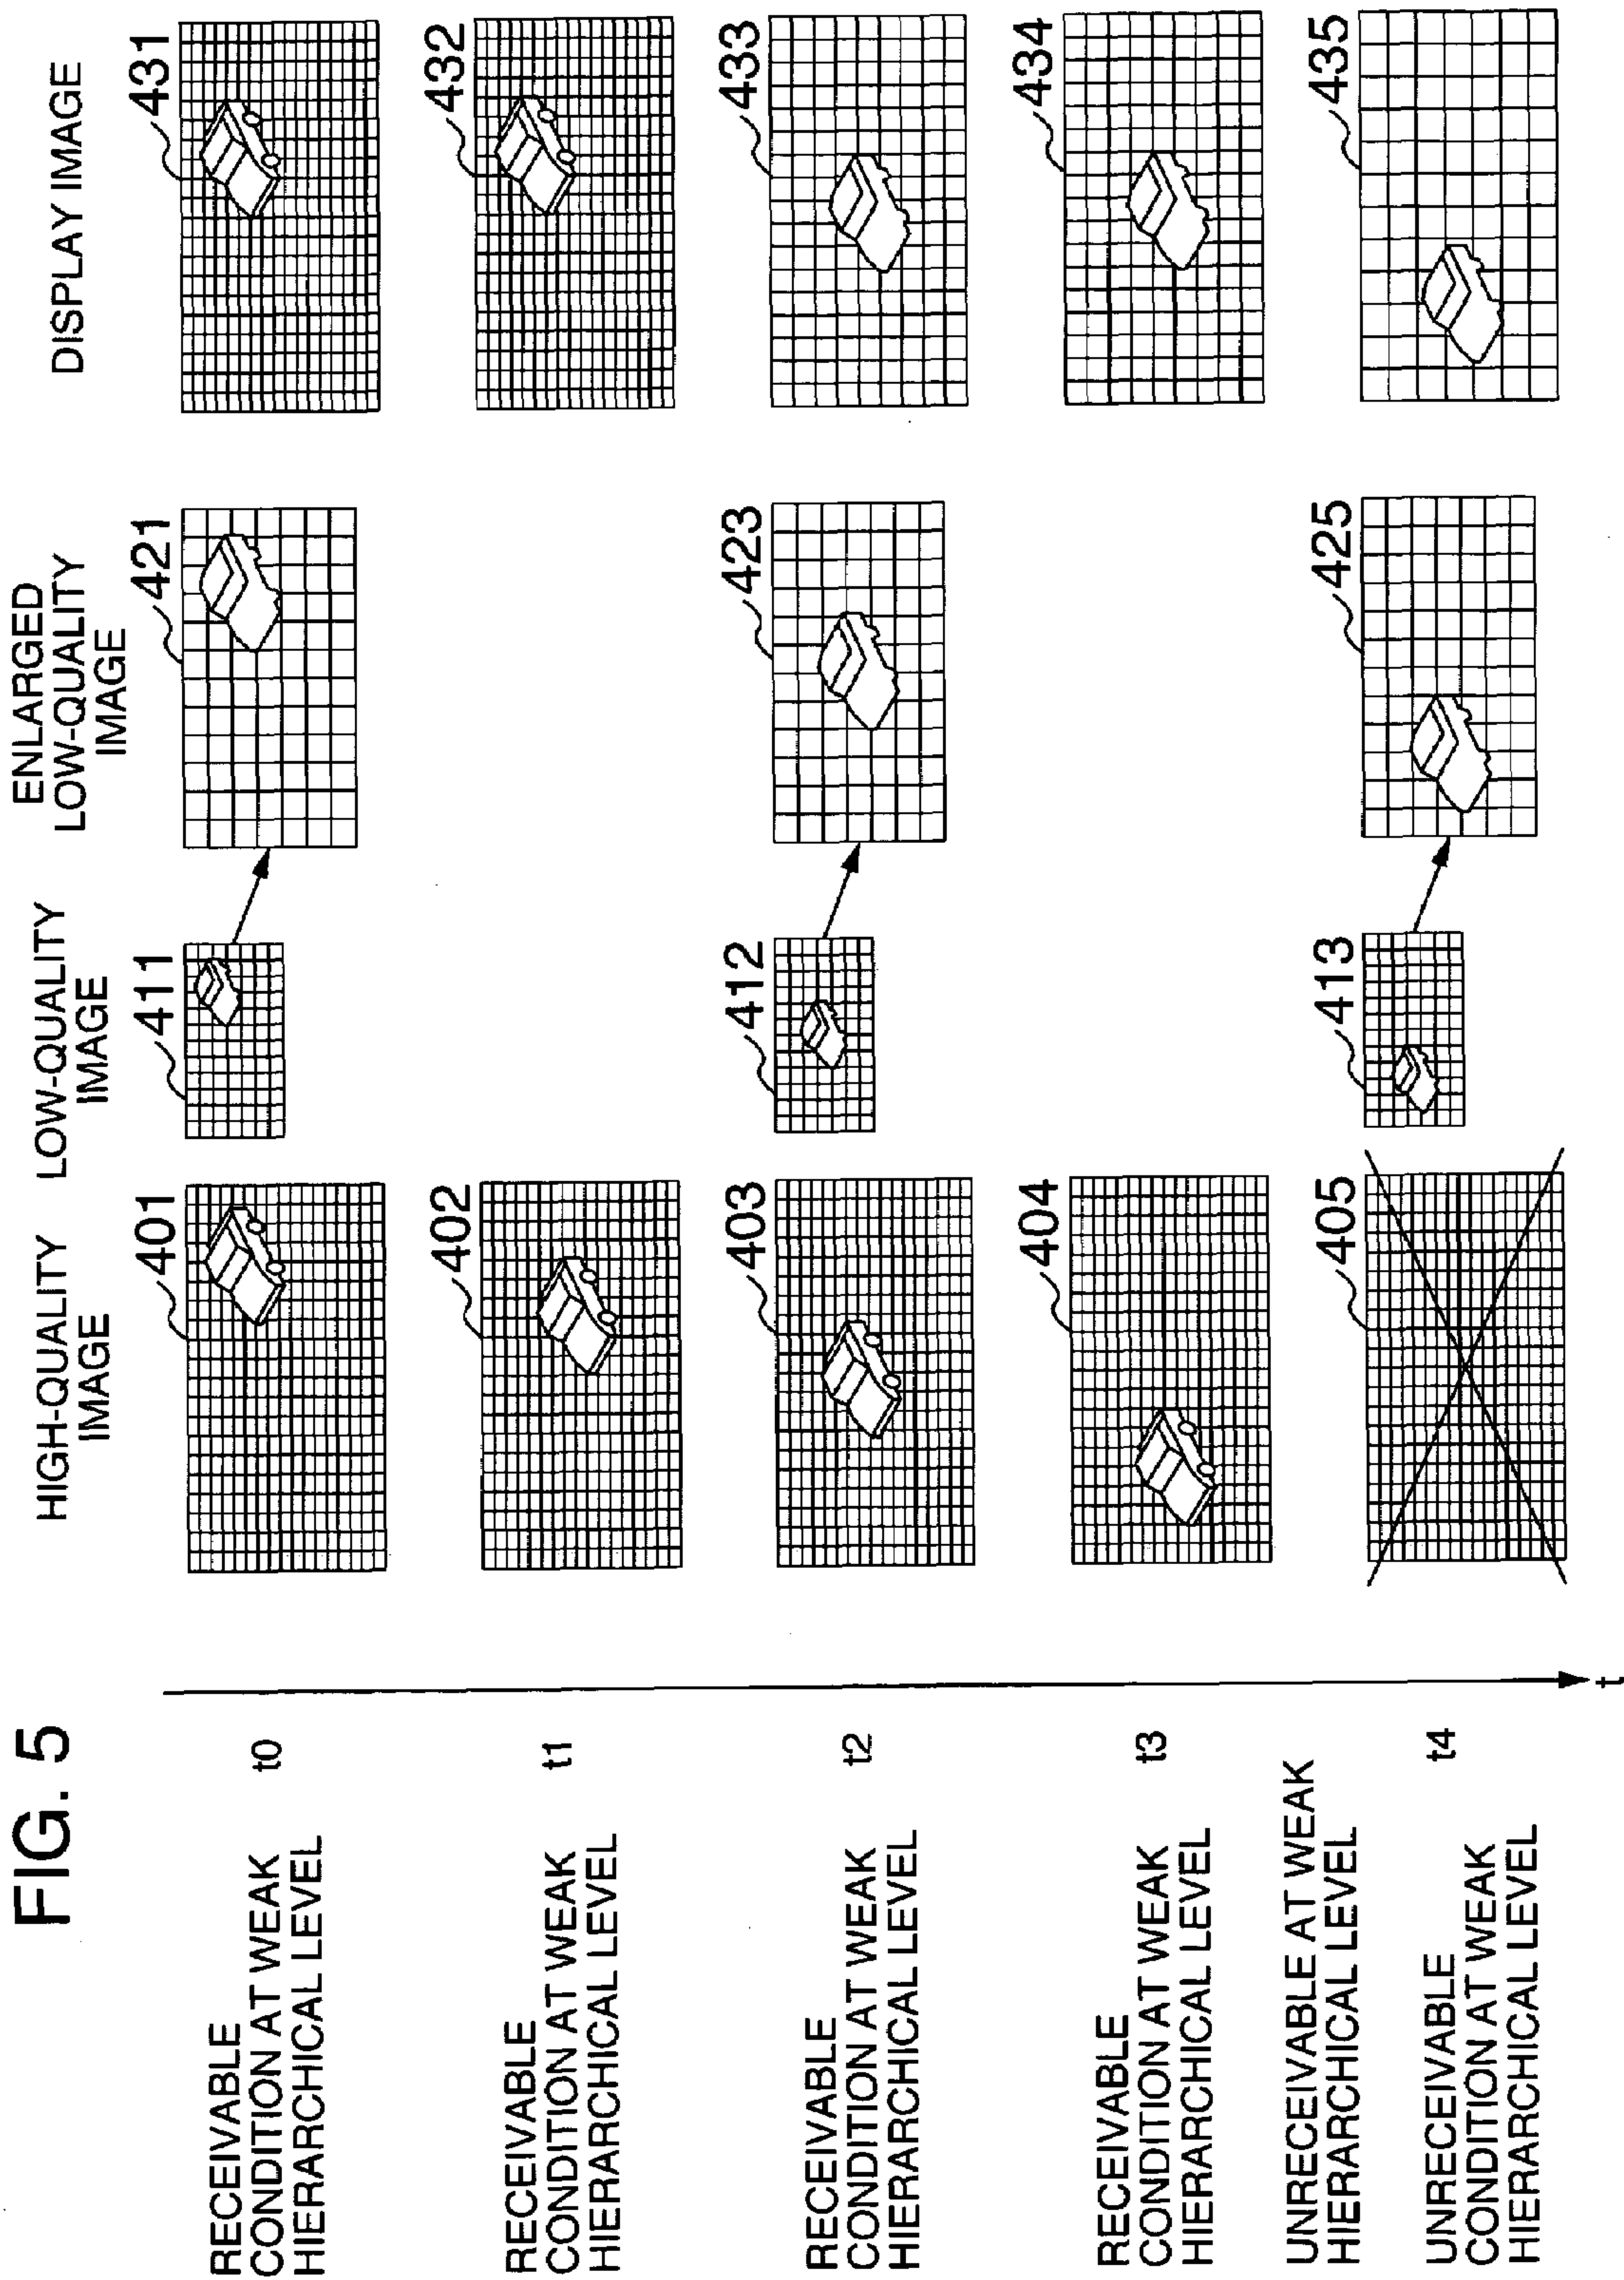 FIG. 5
HIGH-QUALITY
IMAGE
LOW-QUALITY
IMAGE
ENLARGED
LOW-QUALITY
IMAGE
DISPLAY IMAGE
RECEIVABLE
CONDITION AT WEAK
HIERARCHICAL LEVEL
t0
401
411
421
431
RECEIVABLE
CONDITION AT WEAK
HIERARCHICAL LEVEL
t1
402
432
RECEIVABLE
CONDITION AT WEAK
HIERARCHICAL LEVEL
t2
403
412
423
433
RECEIVABLE
CONDITION AT WEAK
HIERARCHICAL LEVEL
t3
404
434
UNRECEIVABLE AT WEAK
HIERARCHICAL LEVEL
UNRECEIVABLE
CONDITION AT WEAK
HIERARCHICAL LEVEL
t4
405
413
425
435
t